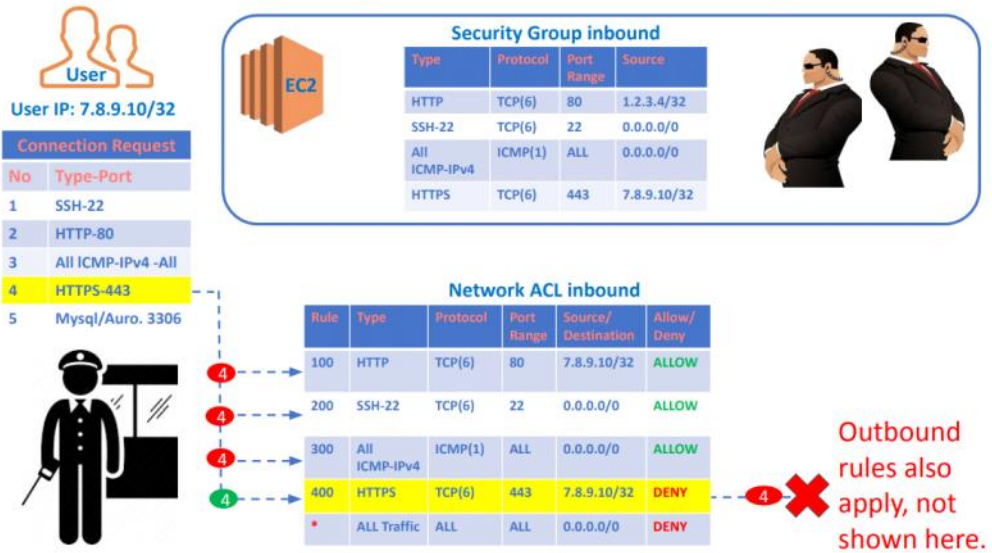 User
User IP: 7.8.9.10/32
Connection Request
No Type-Port
1 SSH-22
2 HTTP-80
3 All ICMP-IPv4 -All
4 HTTPS-443
5 Mysql/Auro. 3306
EC2
Security Group inbound
Type Protocol Port Source
Range
HTTP TCP(6) 80 1.2.3.4/32
SSH-22 TCP(6) 22 0.0.0.0/0
All ICMP(1) ALL 0.0.0.0/0
ICMP-IPv4
HTTPS TCP(6) 443 7.8.9.10/32
Network ACL inbound
Rule Type Protocol Port Source/ Allow/
Range Destination Deny
4 100 HTTP TCP(6) 80 7.8.9.10/32 ALLOW
4 200 SSH-22 TCP(6) 22 0.0.0.0/0 ALLOW
4 300 All ICMP(1) ALL 0.0.0.0/0 ALLOW
ICMP-IPv4
4 400 HTTPS TCP(6) 443 7.8.9.10/32 DENY 4
* ALL Traffic ALL ALL 0.0.0.0/0 DENY
Outbound
rules also
apply, not
shown here.